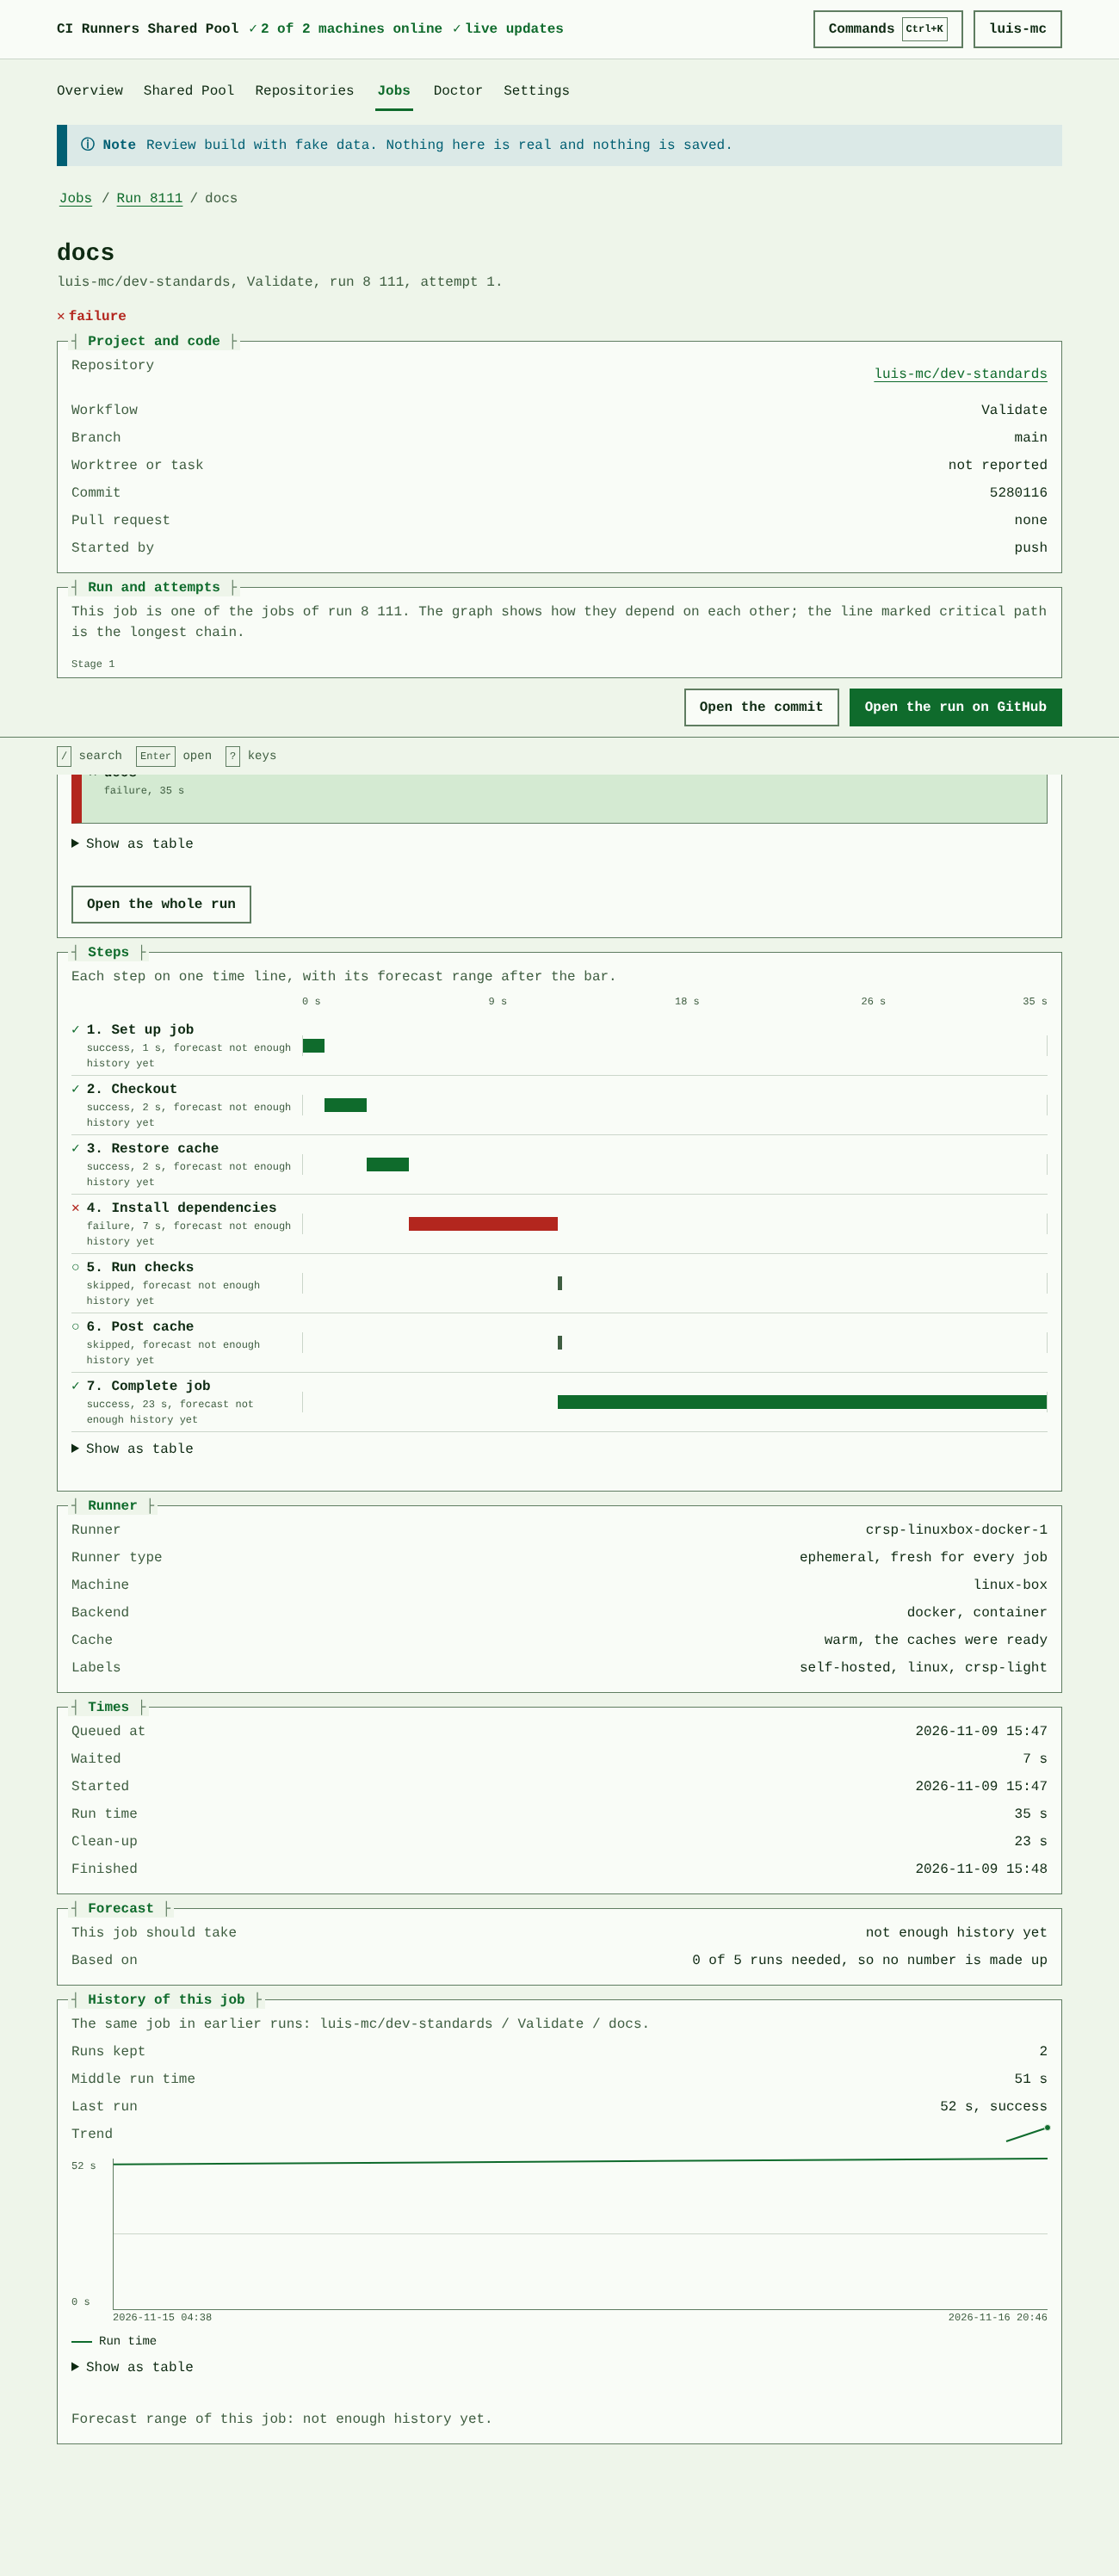 CI Runners Shared Pool ✓ 2 of 2 machines online ✓ live updates
Commands Ctrl+K luis-mc
Overview Shared Pool Repositories Jobs Doctor Settings
ⓘ Note Review build with fake data. Nothing here is real and nothing is saved.
Jobs / Run 8111 / docs
docs
luis-mc/dev-standards, Validate, run 8 111, attempt 1.
× failure
Project and code
Repository luis-mc/dev-standards
Workflow Validate
Branch main
Worktree or task not reported
Commit 5280116
Pull request none
Started by push
Run and attempts
This job is one of the jobs of run 8 111. The graph shows how they depend on each other; the line marked critical path
is the longest chain.
Stage 1
Open the commit Open the run on GitHub
/ search Enter open ? keys
failure, 35 s
▶ Show as table
Open the whole run
Steps
Each step on one time line, with its forecast range after the bar.
0 s 9 s 18 s 26 s 35 s
✓ 1. Set up job
success, 1 s, forecast not enough
history yet
✓ 2. Checkout
success, 2 s, forecast not enough
history yet
✓ 3. Restore cache
success, 2 s, forecast not enough
history yet
× 4. Install dependencies
failure, 7 s, forecast not enough
history yet
○ 5. Run checks
skipped, forecast not enough
history yet
○ 6. Post cache
skipped, forecast not enough
history yet
✓ 7. Complete job
success, 23 s, forecast not
enough history yet
▶ Show as table
Runner
Runner crsp-linuxbox-docker-1
Runner type ephemeral, fresh for every job
Machine linux-box
Backend docker, container
Cache warm, the caches were ready
Labels self-hosted, linux, crsp-light
Times
Queued at 2026-11-09 15:47
Waited 7 s
Started 2026-11-09 15:47
Run time 35 s
Clean-up 23 s
Finished 2026-11-09 15:48
Forecast
This job should take not enough history yet
Based on 0 of 5 runs needed, so no number is made up
History of this job
The same job in earlier runs: luis-mc/dev-standards / Validate / docs.
Runs kept 2
Middle run time 51 s
Last run 52 s, success
Trend
52 s
0 s
2026-11-15 04:38 2026-11-16 20:46
Run time
▶ Show as table
Forecast range of this job: not enough history yet.